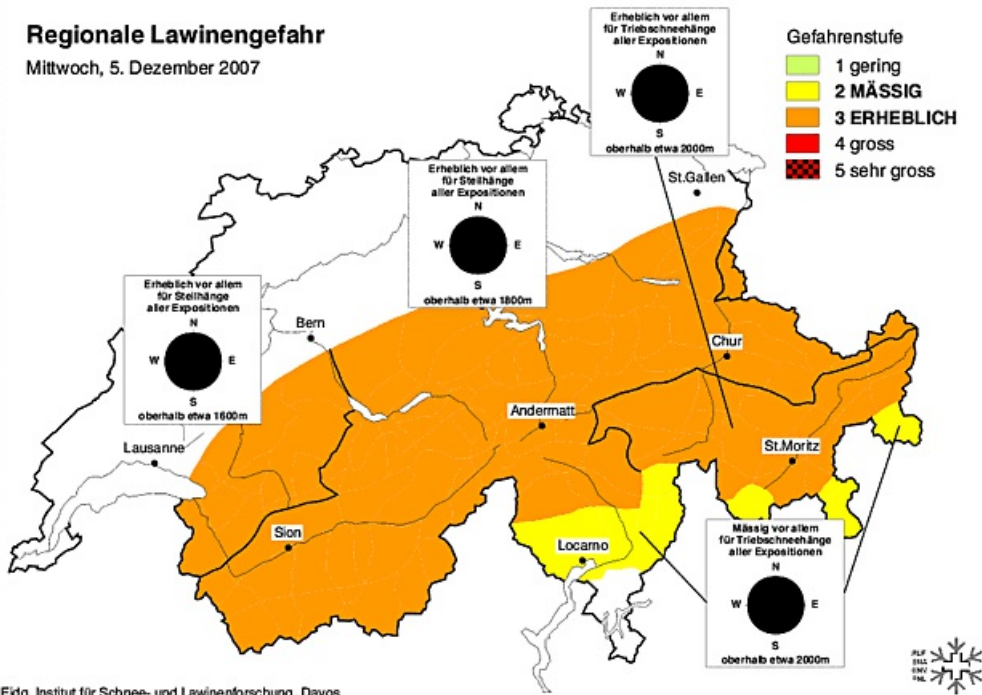 Regionale Lawinengefahr
Mittwoch, 5. Dezember 2007
Erheblich vor allem
für Triebschneehänge
aller Expositionen
N
W E
S
oberhalb etwa 2000m
Gefahrenstufe
1 gering
2 MÄSSIG
3 ERHEBLICH
4 gross
5 sehr gross
Erheblich vor allem
für Steilhänge
aller Expositionen
N
W E
S
oberhalb etwa 1800m
St.Gallen
Erheblich vor allem
für Steilhänge
aller Expositionen
N
W E
S
oberhalb etwa 1600m
Bern
Chur
Andermatt
Lausanne
St.Moritz
Sion
Locarno
Mässig vor allem
für Triebschneehänge
aller Expositionen
N
W E
S
oberhalb etwa 2000m
Eidg. Institut für Schnee- und Lawinenforschung, Davos